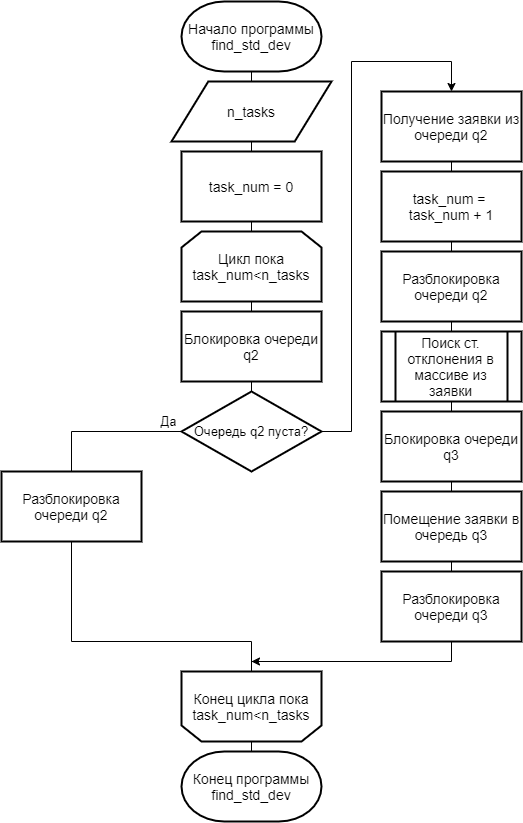 Начало программы
find_std_dev
n_tasks
task_num = 0
Цикл пока
task_num<n_tasks
Блокировка очереди
q2
Очередь q2 пуста?
Да
Разблокировка
очереди q2
Получение заявки из
очереди q2
task_num =
task_num + 1
Разблокировка
очереди q2
Поиск ст.
отклонения в
массиве из
заявки
Блокировка очереди
q3
Помещение заявки в
очередь q3
Разблокировка
очереди q3
Конец цикла пока
task_num<n_tasks
Конец программы
find_std_dev